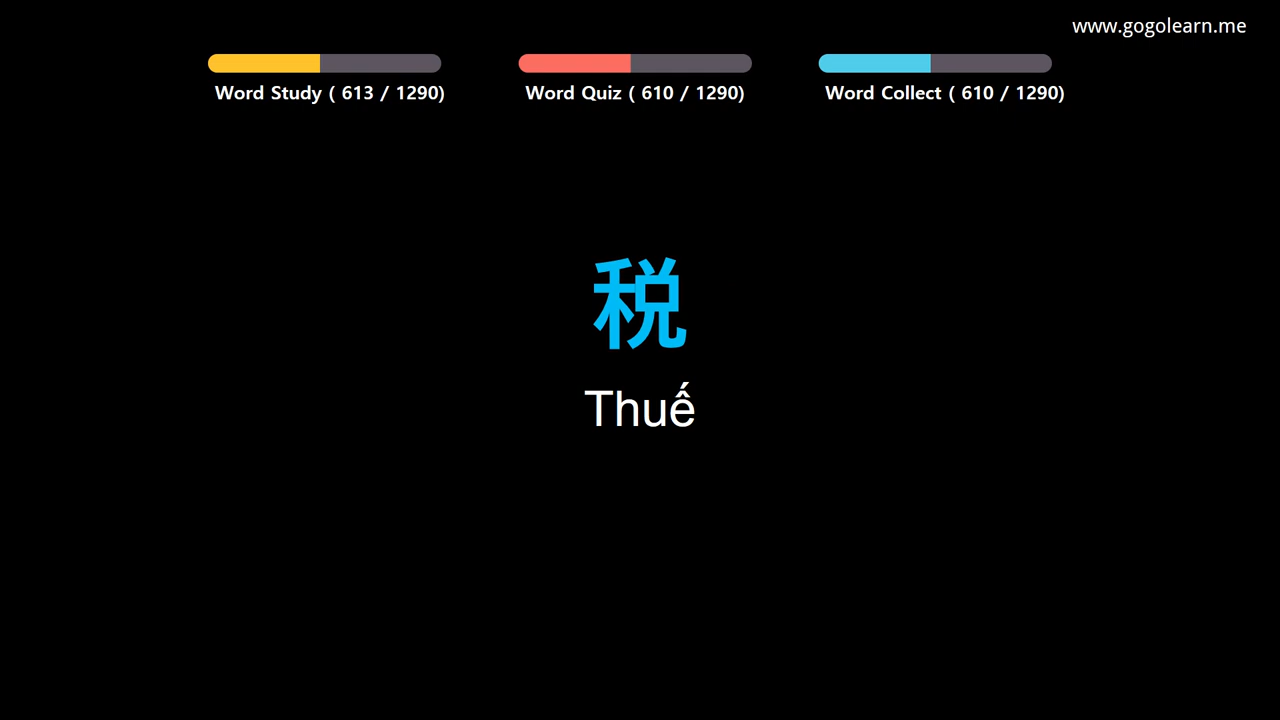 www.gogolearn.me
Word Study ( 613 / 1290)
Word Quiz ( 610 / 1290)
Word Collect ( 610 / 1290)
税
Thuế